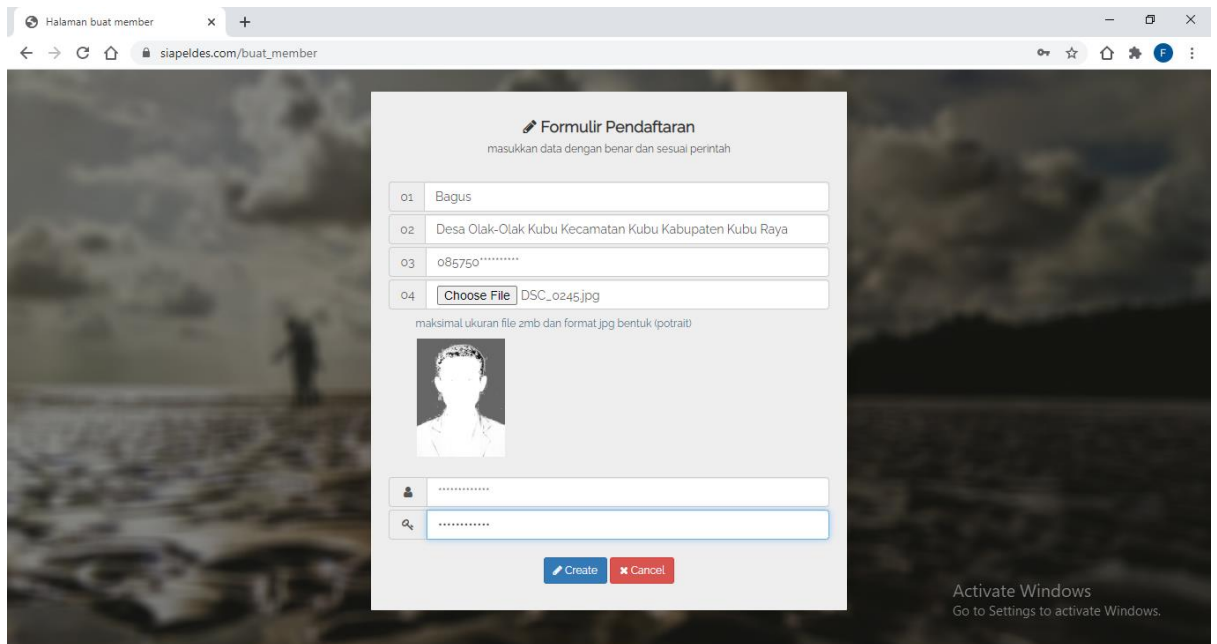 Halaman buat member
siapeldes.com/buat_member
F
Formulir Pendaftaran
masukkan data dengan benar dan sesuai perintah
01 Bagus
02 Desa Olak-Olak Kubu Kecamatan Kubu Kabupaten Kubu Raya
03 085750**********
04 Choose File DSC_0245.jpg
maksimal ukuran file 2mb dan format jpg bentuk (potrait)
*************
••••••••••••
Create Cancel
Activate Windows
Go to Settings to activate Windows.